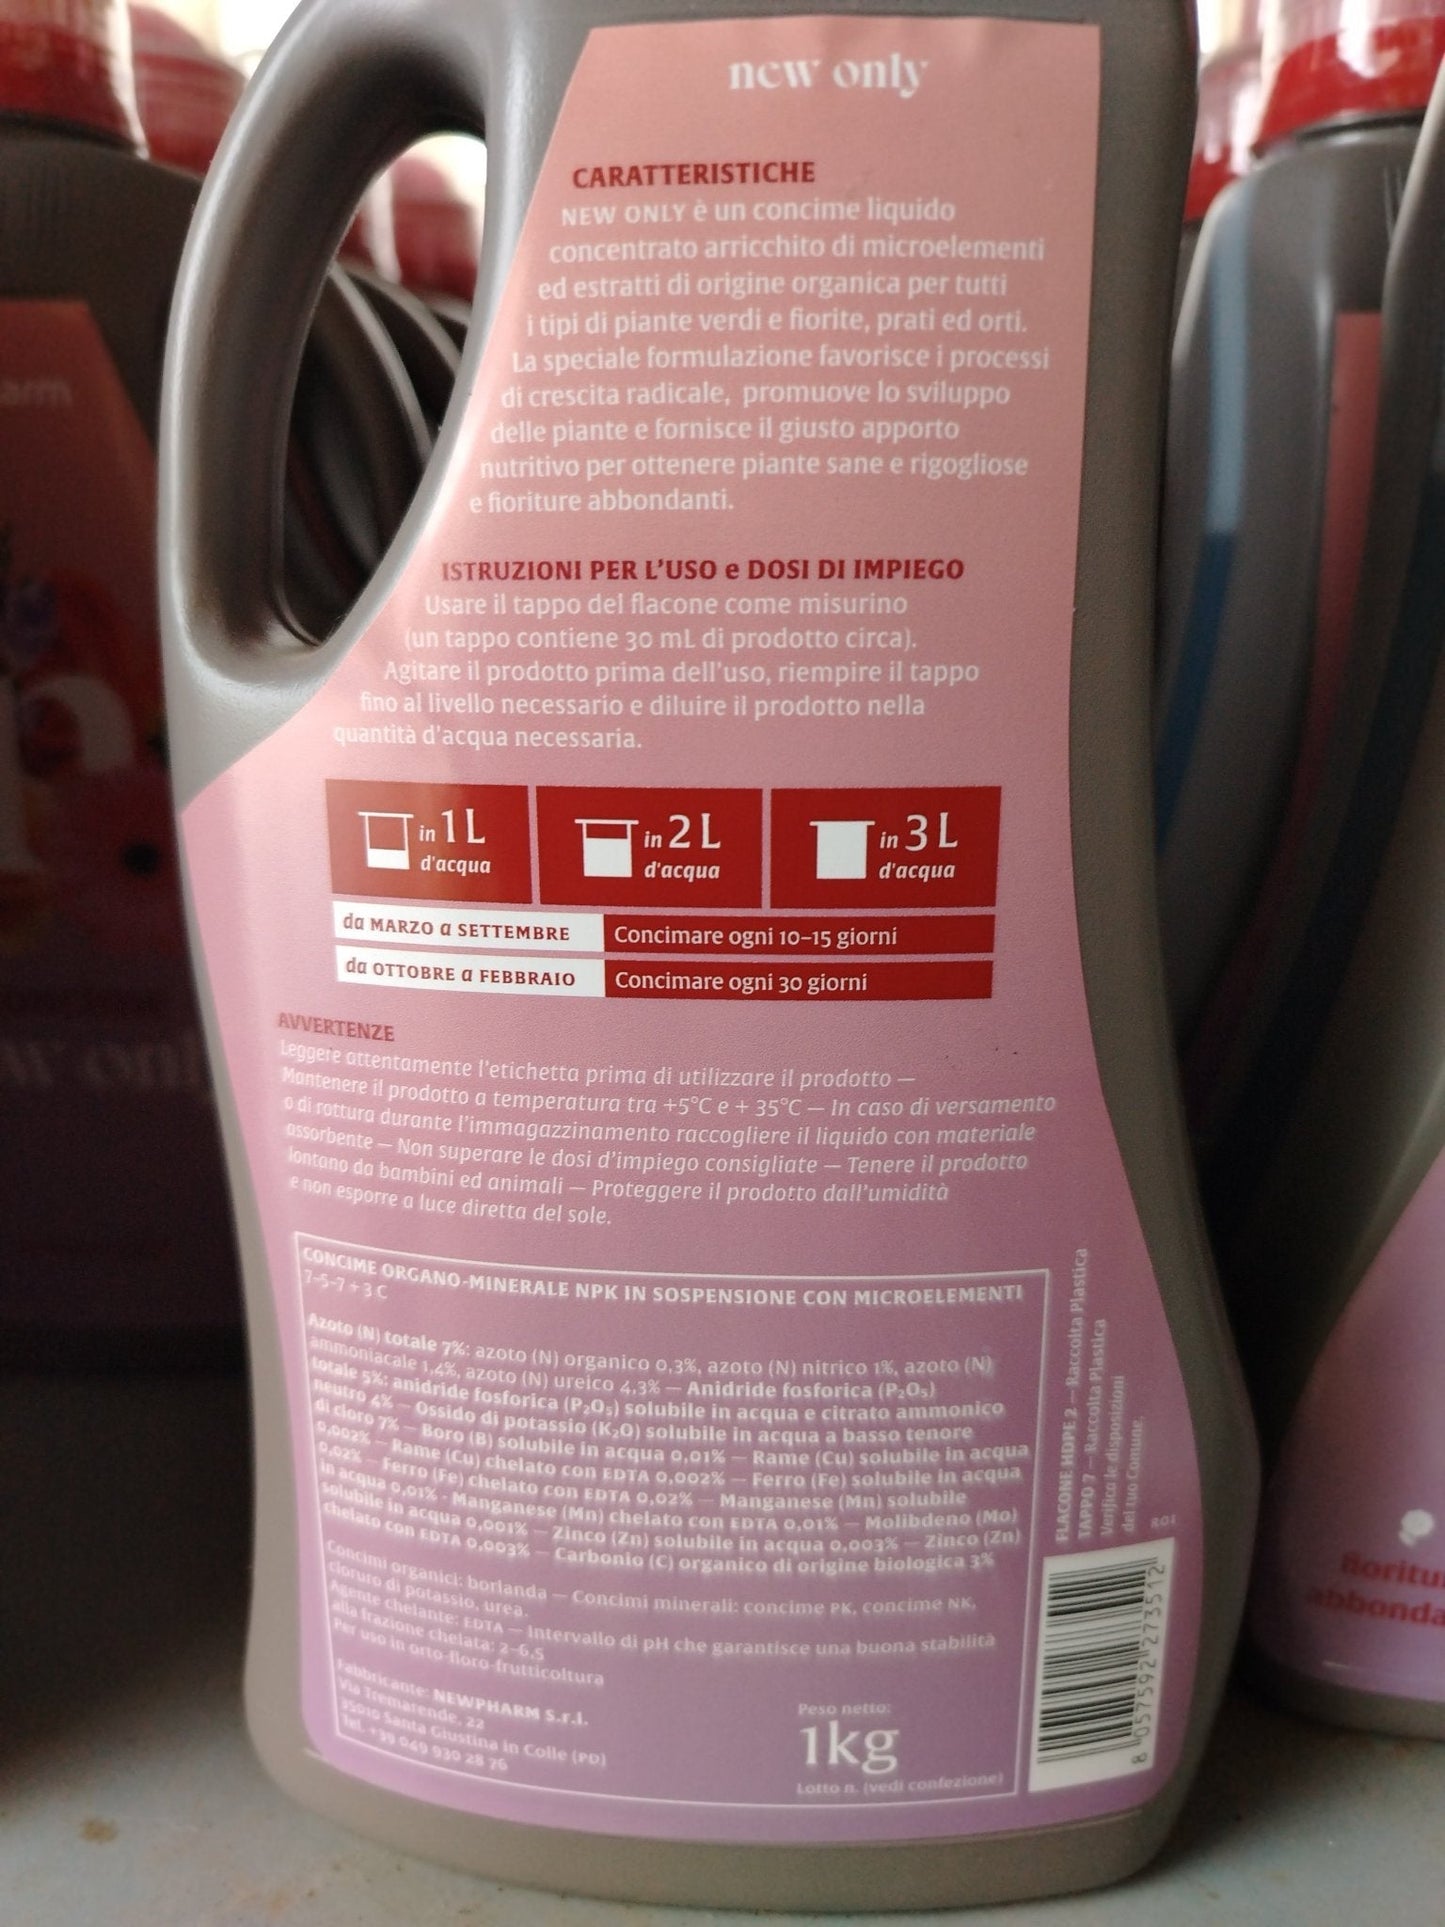 new only
CARATTERISTICHE
NEW ONLY è un concime liquido
concentrato arricchito di microelementi
ed estratti di origine organica per tutti
i tipi di piante verdi e fiorite, prati ed orti.
La speciale formulazione favorisce i processi
di crescita radicale, promuove lo sviluppo
delle piante e fornisce il giusto apporto
nutritivo per ottenere piante sane e rigogliose
e fioriture abbondanti.
ISTRUZIONI PER L'USO e DOSI DI IMPIEGO
Usare il tappo del flacone come misurino
(un tappo contiene 30 mL di prodotto circa).
Agitare il prodotto prima dell'uso, riempire il tappo
fino al livello necessario e diluire il prodotto nella
quantità d'acqua necessaria.
in 1 L d'acqua
in 2 L d'acqua
in 3 L d'acqua
da MARZO a SETTEMBRE Concimare ogni 10-15 giorni
da OTTOBRE a FEBBRAIO Concimare ogni 30 giorni
AVVERTENZE
Leggere attentamente l'etichetta prima di utilizzare il prodotto —
Mantenere il prodotto a temperatura tra +5°C e + 35°C — In caso di versamento
o di rottura durante l'immagazzinamento raccogliere il liquido con materiale
assorbente — Non superare le dosi d'impiego consigliate — Tenere il prodotto
lontano da bambini ed animali — Proteggere il prodotto dall'umidità
e non esporre a luce diretta del sole.
CONCIME ORGANO-MINERALE NPK IN SOSPENSIONE CON MICROELEMENTI
7-5-7 + 3 C
Azoto (N) totale 7%: azoto (N) organico 0,3%, azoto (N) nitrico 1%, azoto (N)
ammoniacale 1,4%, azoto (N) ureico 4,3% — Anidride fosforica (P₂O₅)
totale 5%: anidride fosforica (P₂O₅) solubile in acqua e citrato ammonico
neutro 4% — Ossido di potassio (K₂O) solubile in acqua a basso tenore
di cloro 7% — Boro (B) solubile in acqua 0,01% — Rame (Cu) solubile in acqua
0,002% — Rame (Cu) chelato con EDTA 0,002% — Ferro (Fe) solubile in acqua
0,02% — Ferro (Fe) chelato con EDTA 0,02% — Manganese (Mn) solubile
in acqua 0,01% - Manganese (Mn) chelato con EDTA 0,01% — Molibdeno (Mo)
solubile in acqua 0,001% — Zinco (Zn) solubile in acqua 0,003% — Zinco (Zn)
chelato con EDTA 0,003% — Carbonio (C) organico di origine biologica 3%
Concimi organici: borlanda — Concimi minerali: concime PK, concime NK,
cloruro di potassio, urea.
Agente chelante: EDTA — Intervallo di pH che garantisce una buona stabilità
alla frazione chelata: 2-6,5
Per uso in orto-floro-frutticoltura
Fabbricante: NEWPHARM S.r.l.
Via Tremarende, 22
35010 Santa Giustina in Colle (PD)
Tel. +39 049 930 28 76
Peso netto:
1kg
Lotto n. (vedi confezione)
FLACONE HDPE 2 — Raccolta Plastica
TAPPO 7 — Raccolta Plastica
Verifica le disposizioni
del tuo Comune.
R01
8 057592 273512
fioritu
abbonda